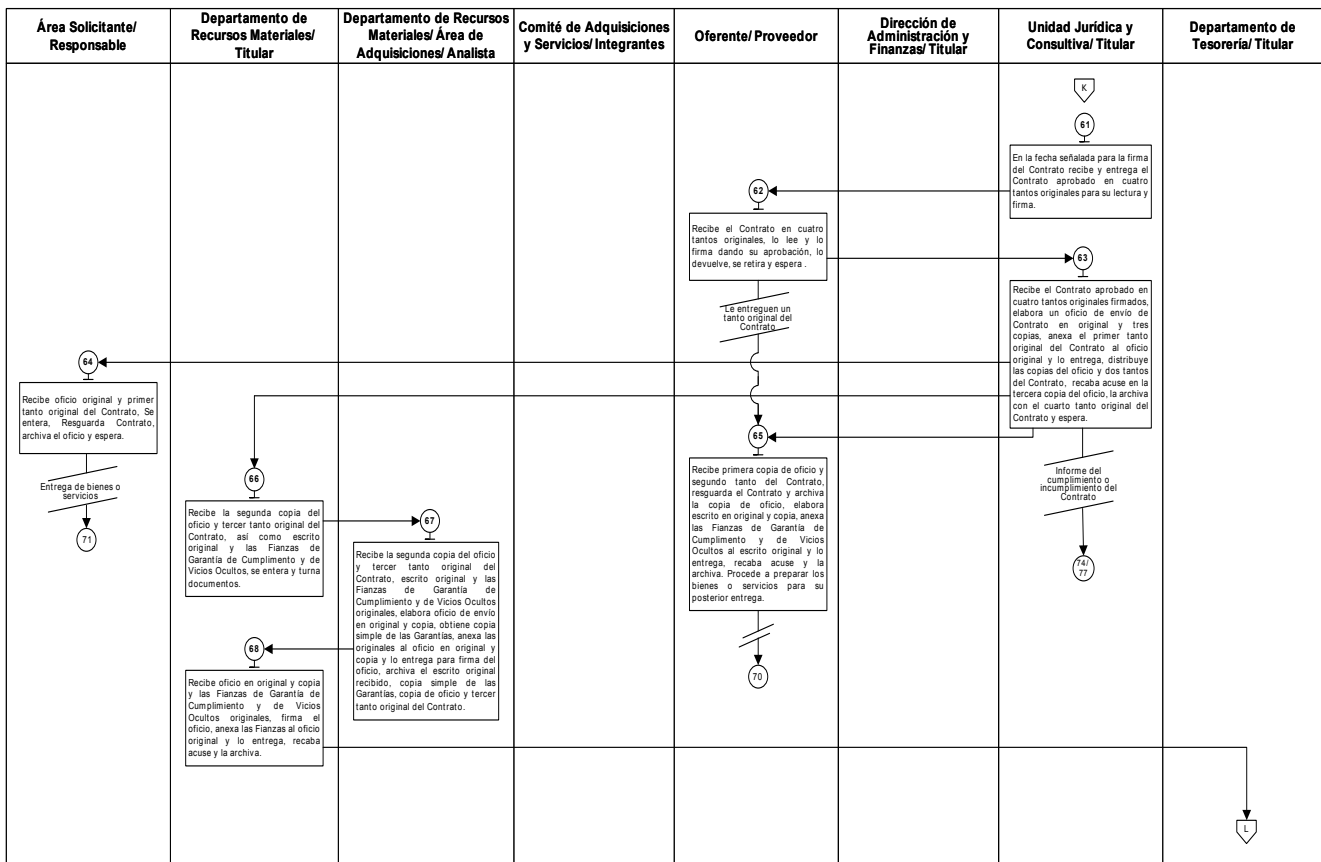 Área Solicitante/
Responsable
Departamento de
Recursos Materiales/
Titular
Departamento de Recursos
Materiales/ Área de
Adquisiciones/ Analista
Comité de Adquisiciones
y Servicios/ Integrantes
Oferente/ Proveedor
Dirección de
Administración y
Finanzas/ Titular
Unidad Jurídica y
Consultiva/ Titular
Departamento de
Tesorería/ Titular
K
61
En la fecha señalada para la firma
del Contrato recibe y entrega el
Contrato aprobado en cuatro
tantos originales para su lectura y
firma.
62
Recibe el Contrato en cuatro
tantos originales, lo lee y lo
firma dando su aprobación, lo
devuelve, se retira y espera .
Le entreguen un
tanto original del
Contrato
63
Recibe el Contrato aprobado en
cuatro tantos originales firmados,
elabora un oficio de envío de
Contrato en original y tres
copias, anexa el primer tanto
original del Contrato al oficio
original y lo entrega, distribuye
las copias del oficio y dos tantos
del Contrato, recaba acuse en la
tercera copia del oficio, la archiva
con el cuarto tanto original del
Contrato y espera.
Informe del
cumplimiento o
incumplimiento del
Contrato
74/
77
64
Recibe oficio original y primer
tanto original del Contrato, Se
entera, Resguarda Contrato,
archiva el oficio y espera.
Entrega de bienes o
servicios
71
65
Recibe primera copia de oficio y
segundo tanto del Contrato,
resguarda el Contrato y archiva
la copia de oficio, elabora
escrito en original y copia, anexa
las Fianzas de Garantía de
Cumplimento y de Vicios
Ocultos al escrito original y lo
entrega, recaba acuse y la
archiva. Procede a preparar los
bienes o servicios para su
posterior entrega.
70
66
Recibe la segunda copia del
oficio y tercer tanto original del
Contrato, así como escrito
original y las Fianzas de
Garantía de Cumplimento y de
Vicios Ocultos, se entera y turna
documentos.
67
Recibe la segunda copia del oficio
y tercer tanto original del
Contrato, escrito original y las
Fianzas de Garantía de
Cumplimiento y de Vicios Ocultos
originales, elabora oficio de envío
en original y copia, obtiene copia
simple de las Garantías, anexa las
originales al oficio en original y
copia y lo entrega para firma del
oficio, archiva el escrito original
recibido, copia simple de las
Garantías, copia de oficio y tercer
tanto original del Contrato.
68
Recibe oficio en original y copia
y las Fianzas de Garantía de
Cumplimiento y de Vicios
Ocultos originales, firma el
oficio, anexa las Fianzas al oficio
original y lo entrega, recaba
acuse y la archiva.
L